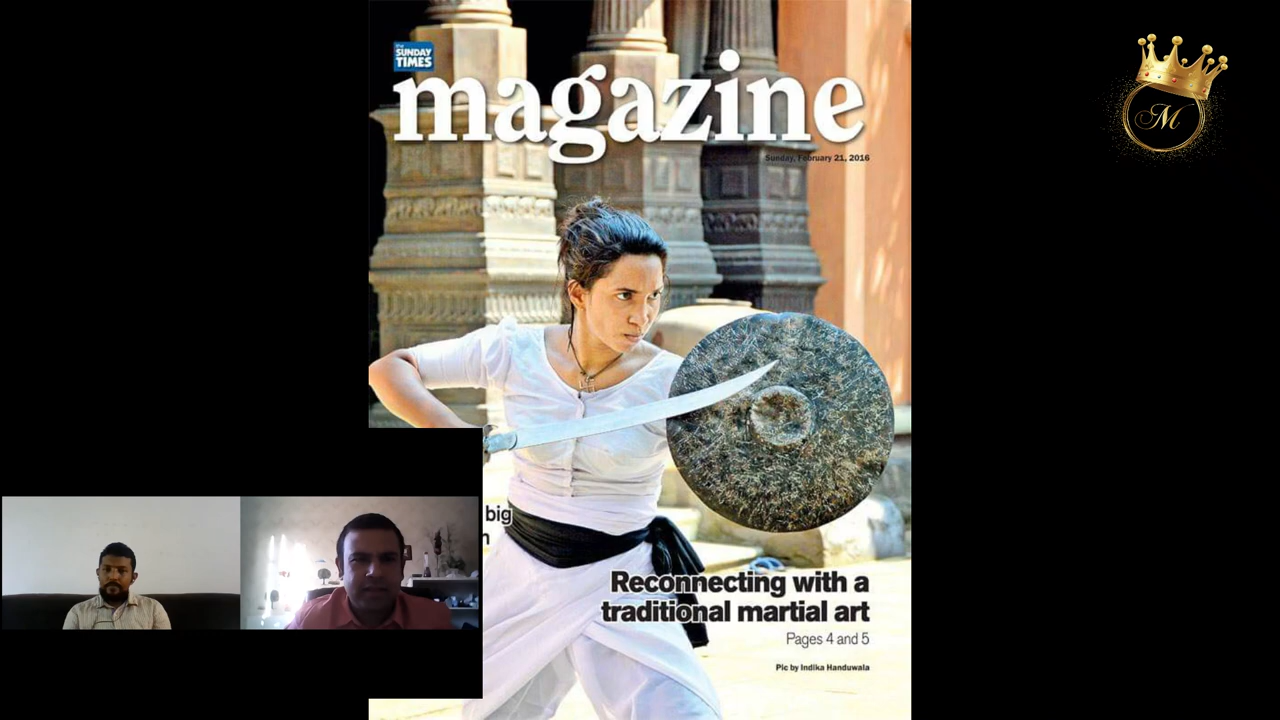 the
SUNDAY
TIMES
magazine
Sunday, February 21, 2016
M
big
n
Reconnecting with a
traditional martial art
Pages 4 and 5
Pic by Indika Handuwala